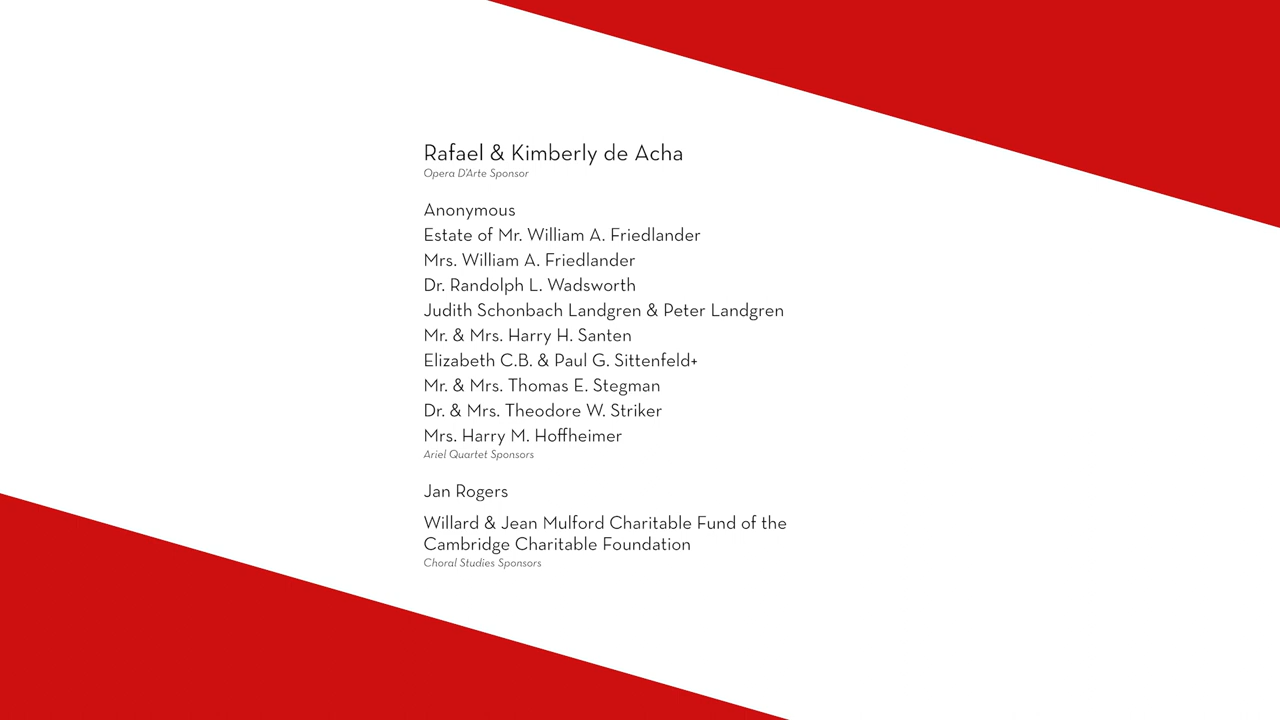 Rafael & Kimberly de Acha
Opera D'Arte Sponsor
Anonymous
Estate of Mr. William A. Friedlander
Mrs. William A. Friedlander
Dr. Randolph L. Wadsworth
Judith Schonbach Landgren & Peter Landgren
Mr. & Mrs. Harry H. Santen
Elizabeth C.B. & Paul G. Sittenfeld+
Mr. & Mrs. Thomas E. Stegman
Dr. & Mrs. Theodore W. Striker
Mrs. Harry M. Hoffheimer
Ariel Quartet Sponsors
Jan Rogers
Willard & Jean Mulford Charitable Fund of the
Cambridge Charitable Foundation
Choral Studies Sponsors